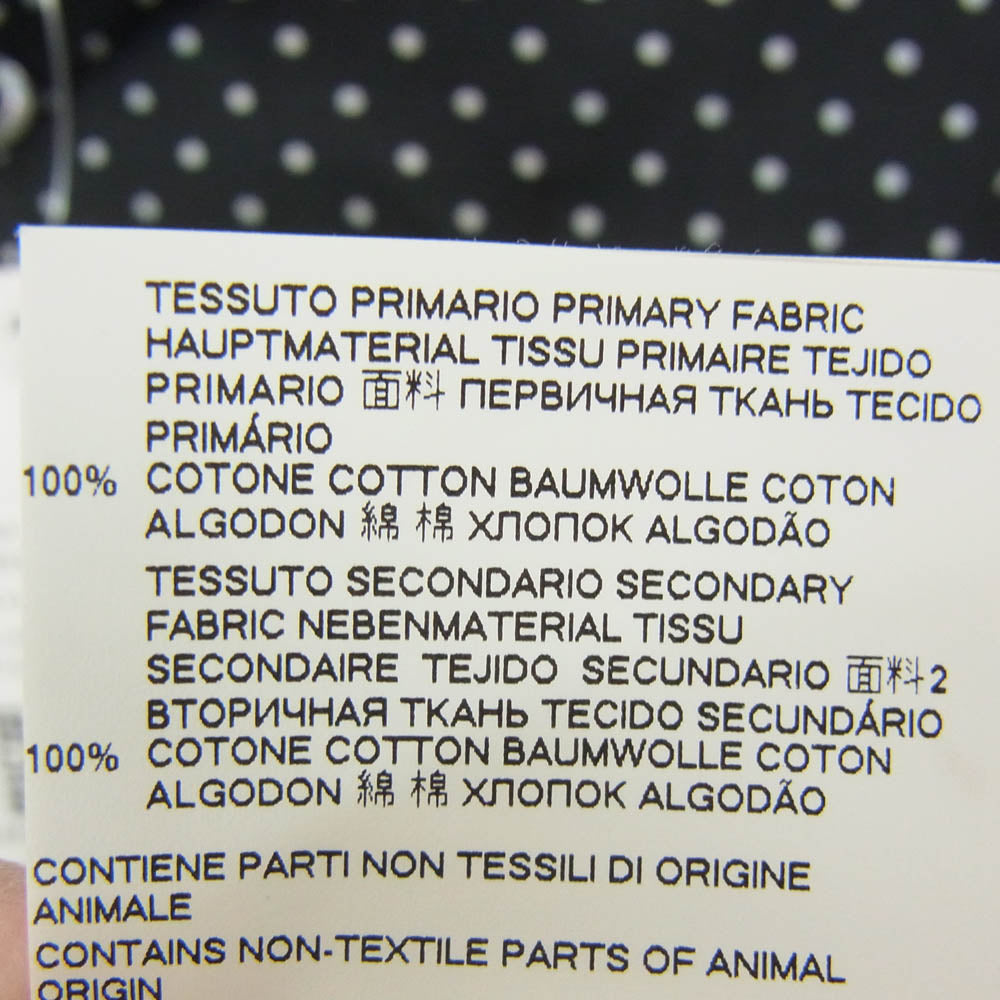 TESSUTO PRIMARIO PRIMARY FABRIC
HAUPTMATERIAL TISSU PRIMAIRE TEJIDO
PRIMARIO 面料 ПЕРВИЧНАЯ ТКАНЬ TECIDO
PRIMÁRIO
100% COTONE COTTON BAUMWOLLE COTON
ALGODON 綿 棉 ХЛОПОК ALGODÃO
TESSUTO SECONDARIO SECONDARY
FABRIC NEBENMATERIAL TISSU
SECONDAIRE TEJIDO SECUNDARIO 面料2
ВТОРИЧНАЯ ТКАНЬ TECIDO SECUNDÁRIO
100% COTONE COTTON BAUMWOLLE COTON
ALGODON 綿 棉 ХЛОПОК ALGODÃO
CONTIENE PARTI NON TESSILI DI ORIGINE
ANIMALE
CONTAINS NON-TEXTILE PARTS OF ANIMAL
ORIGIN